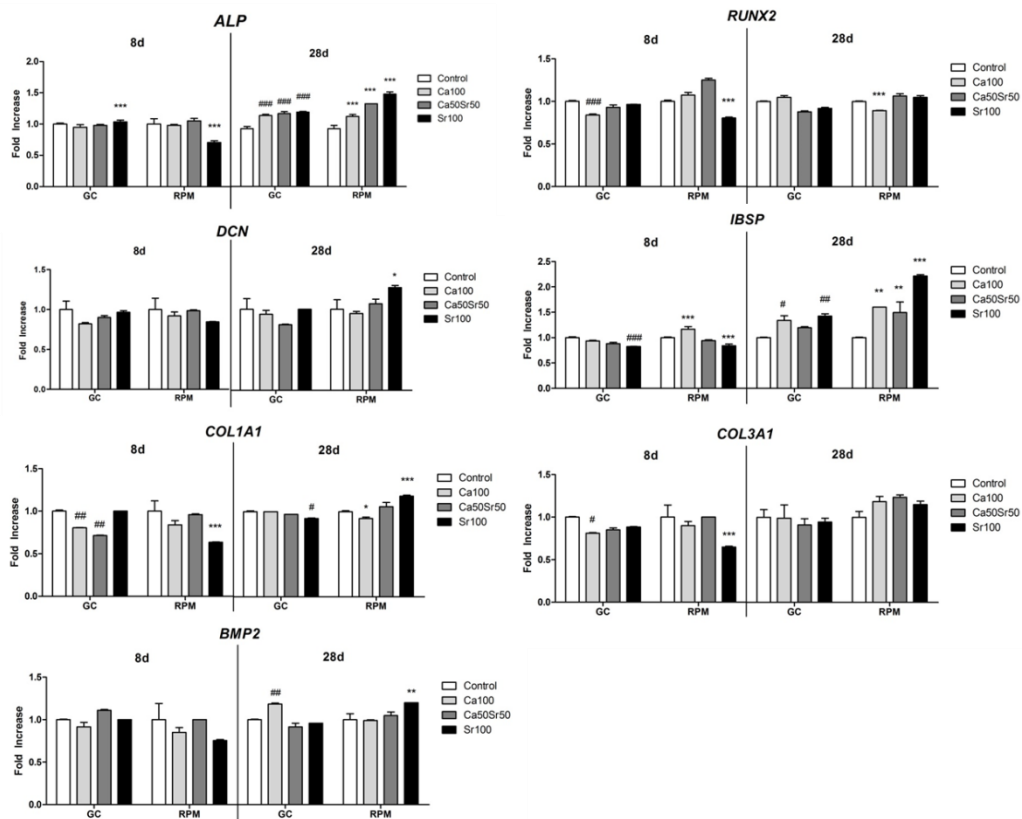 ALP
8d
28d
Fold Increase
2.0
1.5
1.0
0.5
0.0
***
***
###
###
###
***
***
***
GC
RPM
GC
RPM
Control
Ca100
Ca50Sr50
Sr100
RUNX2
8d
28d
Fold Increase
1.5
1.0
0.5
0.0
###
***
***
GC
RPM
GC
RPM
Control
Ca100
Ca50Sr50
Sr100
DCN
8d
28d
Fold Increase
1.5
1.0
0.5
0.0
*
GC
RPM
GC
RPM
Control
Ca100
Ca50Sr50
Sr100
IBSP
8d
28d
Fold Increase
2.5
2.0
1.5
1.0
0.5
0.0
###
***
***
#
##
**
**
***
GC
RPM
GC
RPM
Control
Ca100
Ca50Sr50
Sr100
COL1A1
8d
28d
Fold Increase
1.5
1.0
0.5
0.0
##
##
***
#
*
***
GC
RPM
GC
RPM
Control
Ca100
Ca50Sr50
Sr100
COL3A1
8d
28d
Fold Increase
1.5
1.0
0.5
0.0
#
***
GC
RPM
GC
RPM
Control
Ca100
Ca50Sr50
Sr100
BMP2
8d
28d
Fold Increase
1.5
1.0
0.5
0.0
##
**
GC
RPM
GC
RPM
Control
Ca100
Ca50Sr50
Sr100